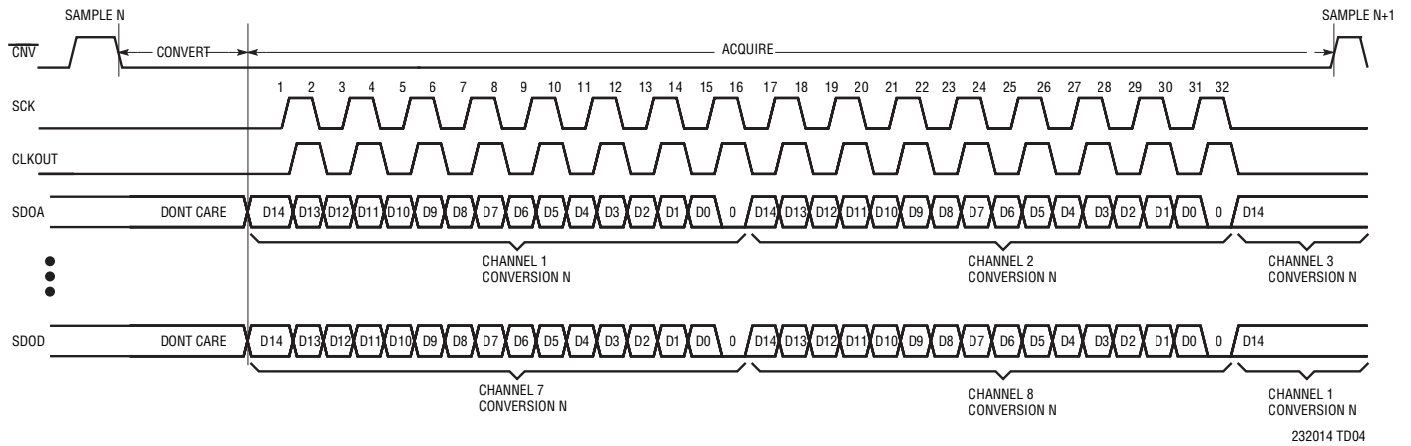 SAMPLE N
SAMPLE N+1
CNV
CONVERT
ACQUIRE
1 2 3 4 5 6 7 8 9 10 11 12 13 14 15 16 17 18 19 20 21 22 23 24 25 26 27 28 29 30 31 32
SCK
CLKOUT
SDOA DONT CARE D14 D13 D12 D11 D10 D9 D8 D7 D6 D5 D4 D3 D2 D1 D0 0 D14 D13 D12 D11 D10 D9 D8 D7 D6 D5 D4 D3 D2 D1 D0 0 D14
CHANNEL 1
CONVERSION N
CHANNEL 2
CONVERSION N
CHANNEL 3
CONVERSION N
SDOD DONT CARE D14 D13 D12 D11 D10 D9 D8 D7 D6 D5 D4 D3 D2 D1 D0 0 D14 D13 D12 D11 D10 D9 D8 D7 D6 D5 D4 D3 D2 D1 D0 0 D14
CHANNEL 7
CONVERSION N
CHANNEL 8
CONVERSION N
CHANNEL 1
CONVERSION N
232014 TD04